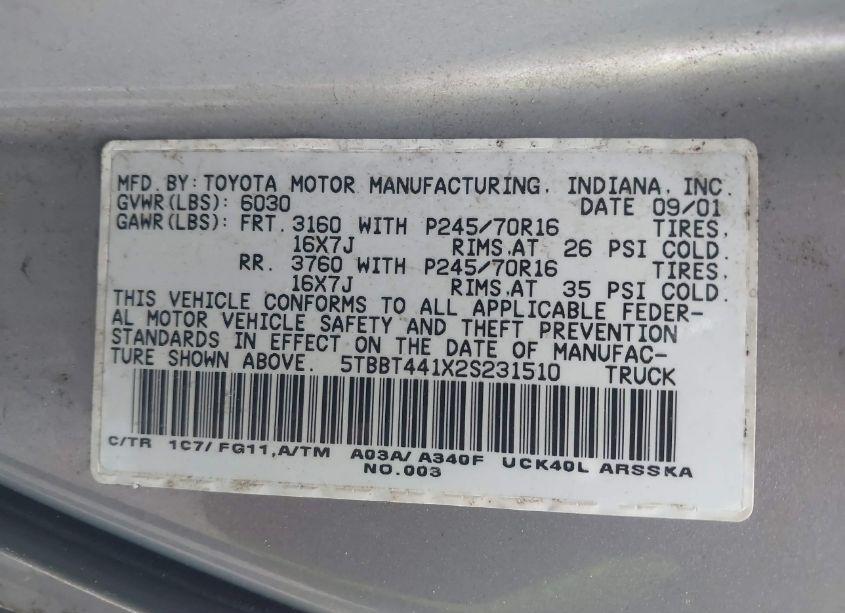 MFD. BY: TOYOTA MOTOR MANUFACTURING, INDIANA, INC.
GVWR(LBS): 6030 DATE 09/01
GAWR(LBS): FRT. 3160 WITH P245/70R16 TIRES,
16X7J RIMS,AT 26 PSI COLD.
RR. 3760 WITH P245/70R16 TIRES,
16X7J RIMS,AT 35 PSI COLD.
THIS VEHICLE CONFORMS TO ALL APPLICABLE FEDER-
AL MOTOR VEHICLE SAFETY AND THEFT PREVENTION
STANDARDS IN EFFECT ON THE DATE OF MANUFAC-
TURE SHOWN ABOVE. 5TBBT441X2S231510 TRUCK
C/TR 1C7/FG11,A/TM A03A/A340F UCK40L ARSSKA
NO.003